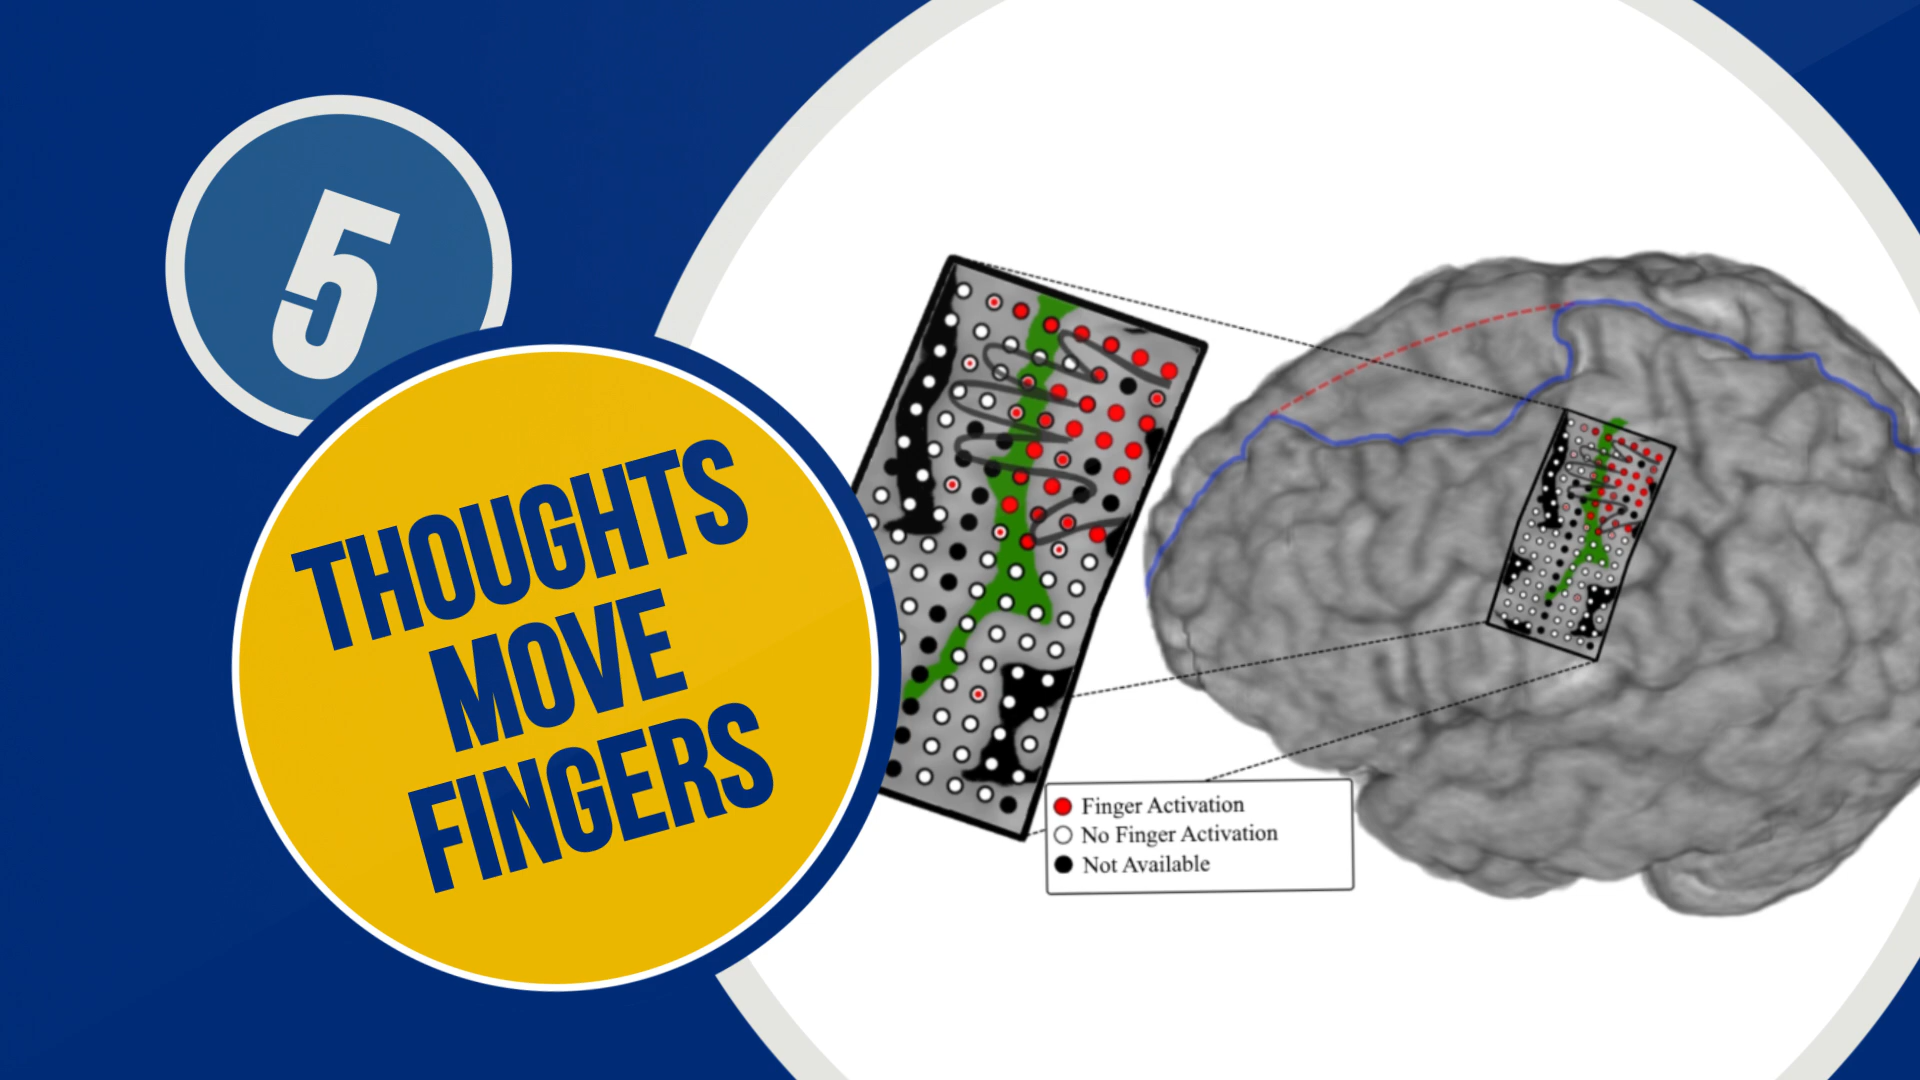 5
THOUGHTS
MOVE
FINGERS
Finger Activation
No Finger Activation
Not Available